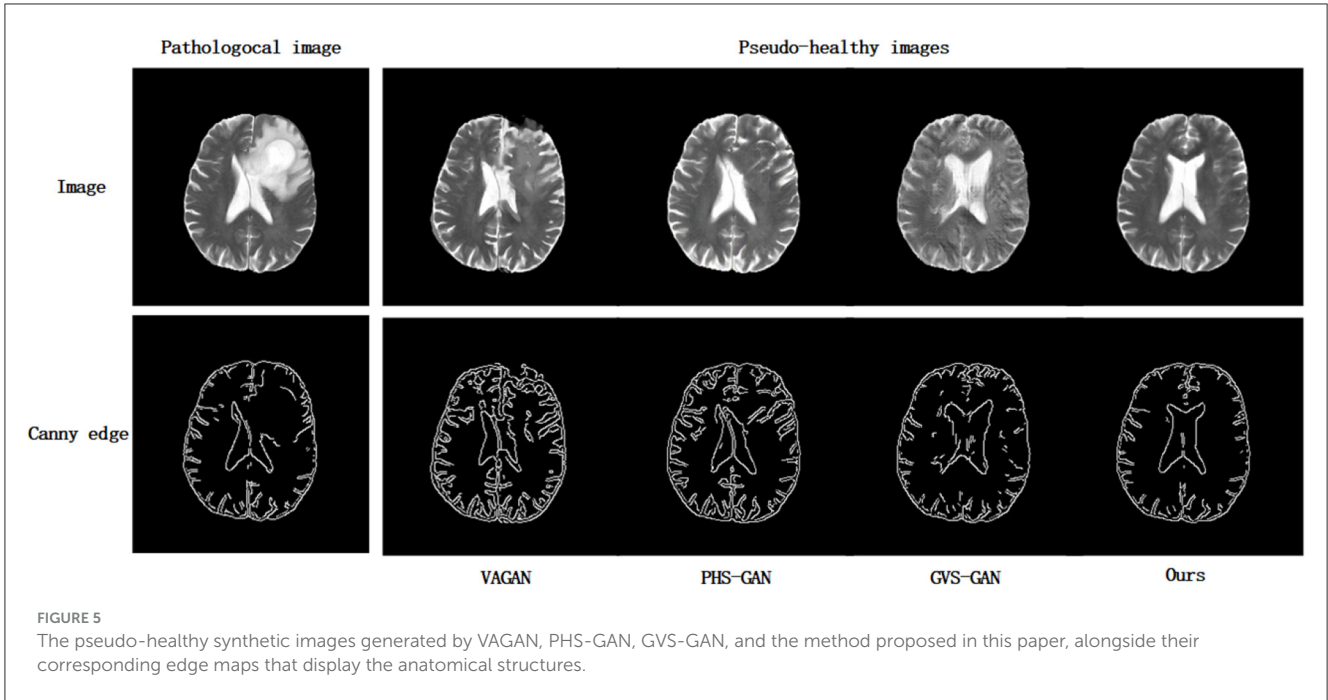 Pathologocal image
Pseudo-healthy images
Image
Canny edge
VAGAN
PHS-GAN
GVS-GAN
Ours
FIGURE 5
The pseudo-healthy synthetic images generated by VAGAN, PHS-GAN, GVS-GAN, and the method proposed in this paper, alongside their
corresponding edge maps that display the anatomical structures.